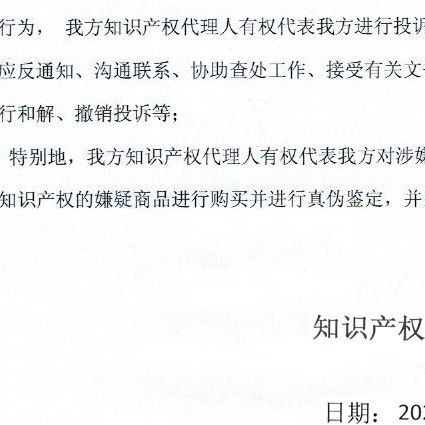 行为， 我方知识产权代理人有权代表我方进行投诉
应反通知、沟通联系、协助查处工作、接受有关文
行和解、撤销投诉等；
特别地，我方知识产权代理人有权代表我方对涉嫌
知识产权的嫌疑商品进行购买并进行真伪鉴定，并
知识产权
日期： 202